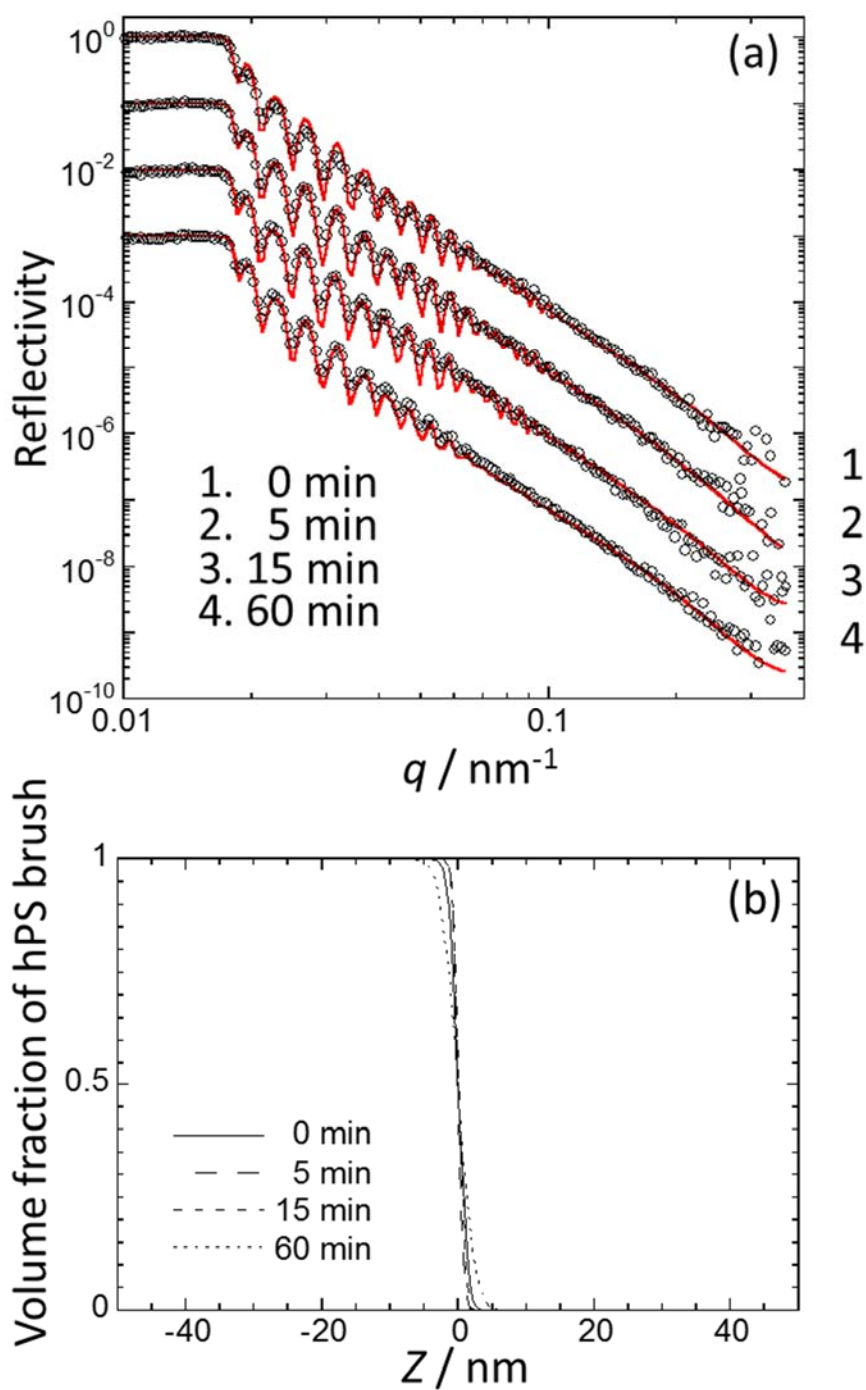 (a)
Reflectivity
10^0
10^-2
10^-4
10^-6
10^-8
10^-10
1. 0 min
2. 5 min
3. 15 min
4. 60 min
1
2
3
4
0.01
0.1
q / nm^-1
(b)
Volume fraction of hPS brush
1
0.5
0
0 min
5 min
15 min
60 min
-40
-20
0
20
40
Z / nm